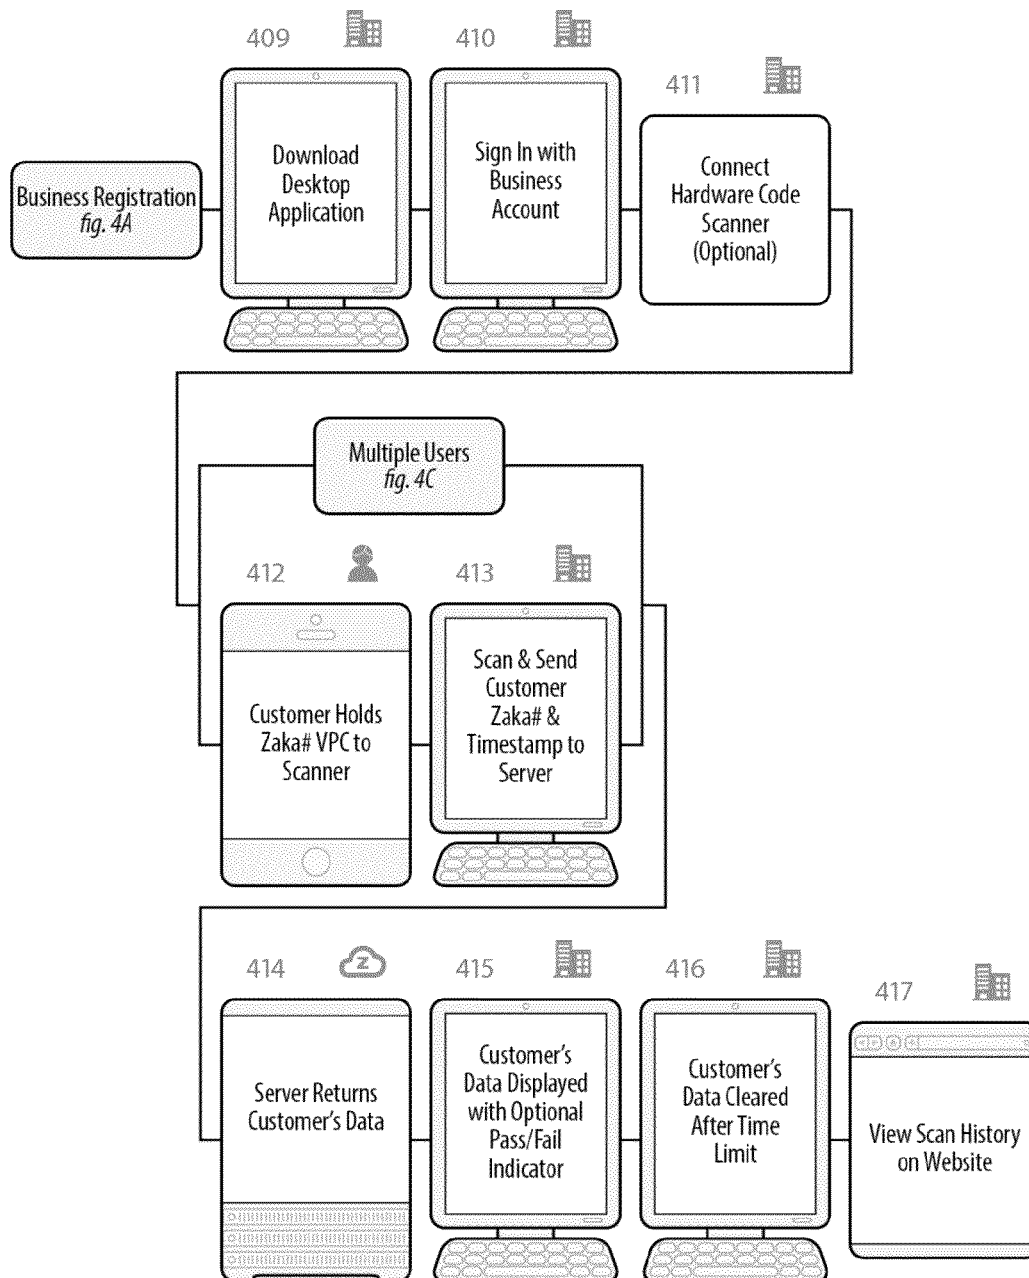 409
410
411
Business Registration
fig. 4A
Download
Desktop
Application
Sign In with
Business
Account
Connect
Hardware Code
Scanner
(Optional)
Multiple Users
fig. 4C
412
413
Customer Holds
Zaka# VPC to
Scanner
Scan & Send
Customer
Zaka# &
Timestamp to
Server
414
Z
415
416
417
Server Returns
Customer's Data
Customer's
Data Displayed
with Optional
Pass/Fail
Indicator
Customer's
Data Cleared
After Time
Limit
View Scan History
on Website